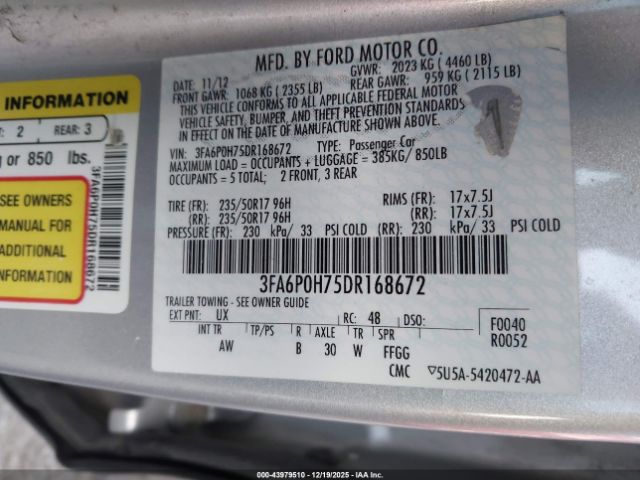 INFORMATION
2 REAR: 3
g or 850 lbs.
SEE OWNERS
MANUAL FOR
ADDITIONAL
INFORMATION
3FA6P0H75DR168672
MFD. BY FORD MOTOR CO.
DATE: 11/12 GVWR: 2023 KG ( 4460 LB)
FRONT GAWR: 1068 KG ( 2355 LB) REAR GAWR: 959 KG ( 2115 LB)
THIS VEHICLE CONFORMS TO ALL APPLICABLE FEDERAL MOTOR
VEHICLE SAFETY, BUMPER, AND THEFT PREVENTION STANDARDS
IN EFFECT ON THE DATE OF MANUFACTURE SHOWN ABOVE.
VIN: 3FA6P0H75DR168672 TYPE: Passenger Car
MAXIMUM LOAD = OCCUPANTS + LUGGAGE = 385KG/ 850LB
OCCUPANTS = 5 TOTAL; 2 FRONT, 3 REAR
TIRE (FR): 235/50R17 96H RIMS (FR): 17x7.5J
(RR): 235/50R17 96H (RR): 17x7.5J
PRESSURE (FR): 230 kPa/ 33 PSI COLD (RR): 230 kPa/ 33 PSI COLD
3FA6P0H75DR168672
TRAILER TOWING - SEE OWNER GUIDE
EXT PNT: UX RC: 48 DSO: F0040
INT TR TP/PS R AXLE TR SPR R0052
AW B 30 W FFGG
CMC ▽5U5A-5420472-AA
000-43979510 - 12/19/2025 - IAAI.COM